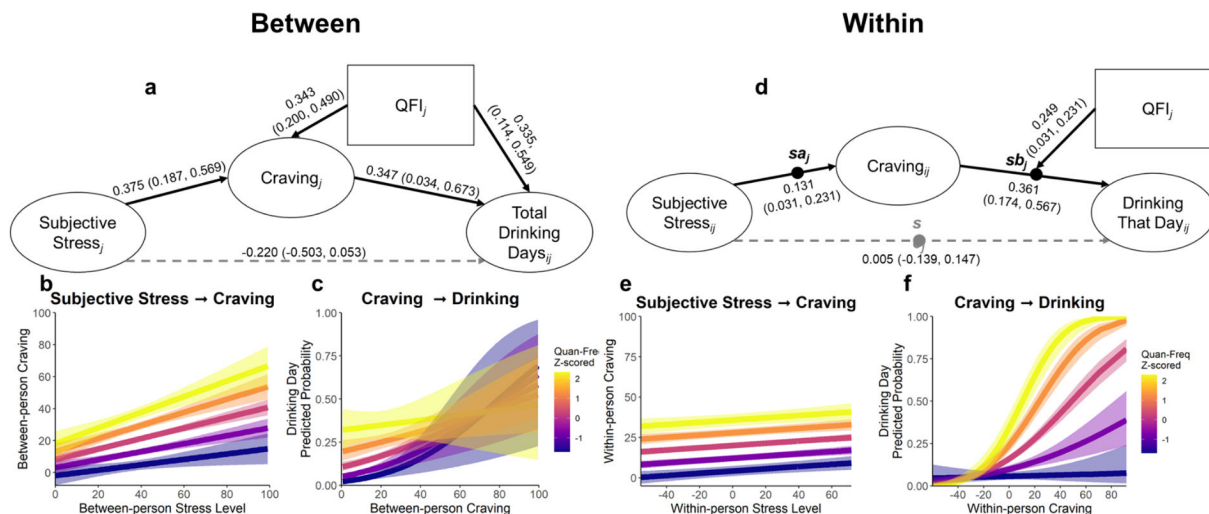 Between
Within
a
0.343
(0.200, 0.490)
QFIj
0.335,
(0.114, 0.549)
0.375 (0.187, 0.569)
Cravingj
0.347 (0.034, 0.673)
Subjective
Stressj
Total
Drinking
Daysij
-0.220 (-0.503, 0.053)
d
saj
0.131
(0.031, 0.231)
Cravingij
0.249
(0.031, 0.231)
QFIj
sbj
0.361
(0.174, 0.567)
Subjective
Stressij
Drinking
That Dayij
s
0.005 (-0.139, 0.147)
b
Subjective Stress → Craving
Between-person Craving
100
80
60
40
20
0
0 20 40 60 80 100
Between-person Stress Level
c
Craving → Drinking
Drinking Day
Predicted Probability
1.00
0.75
0.50
0.25
0.00
0 20 40 60 80 100
Between-person Craving
Quan-Fre
Z-scored
2
1
0
-1
e
Subjective Stress → Craving
Within-person Craving
100
75
50
25
0
-40 -20 0 20 40 60
Within-person Stress Level
f
Craving → Drinking
Drinking Day
Predicted Probability
1.00
0.75
0.50
0.25
0.00
-40 -20 0 20 40 60 80
Within-person Craving
Quan-Freq
Z-scored
2
1
0
-1